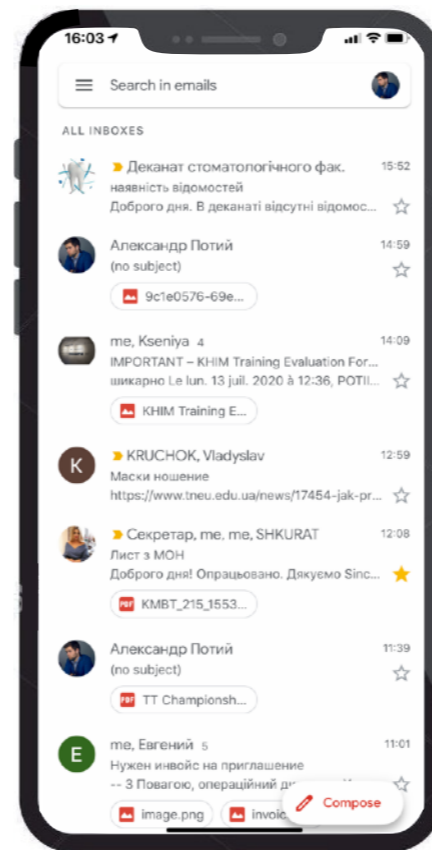 16:03
Search in emails
ALL INBOXES
Деканат стоматологічного фак. 15:52
наявність відомостей
Доброго дня. В деканаті відсутні відомос...
Александр Потий 14:59
(no subject)
9c1e0576-69e...
me, Kseniya 4 14:09
IMPORTANT – KHIM Training Evaluation For...
шикарно Le lun. 13 juil. 2020 à 12:36, POTII...
KHIM Training E...
K
KRUCHOK, Vladyslav 12:59
Маски ношение
https://www.tneu.edu.ua/news/17454-jak-pr...
Секретар, me, me, SHKURAT 12:08
Лист з МОН
Доброго дня! Опрацьовано. Дякуємо Sinc...
PDF KMBT_215_1553...
Александр Потий 11:39
(no subject)
PDF TT Championsh...
E
me, Евгений 5 11:01
Нужен инвойс на приглашение
-- З Повагою, операційний
Compose
image.png